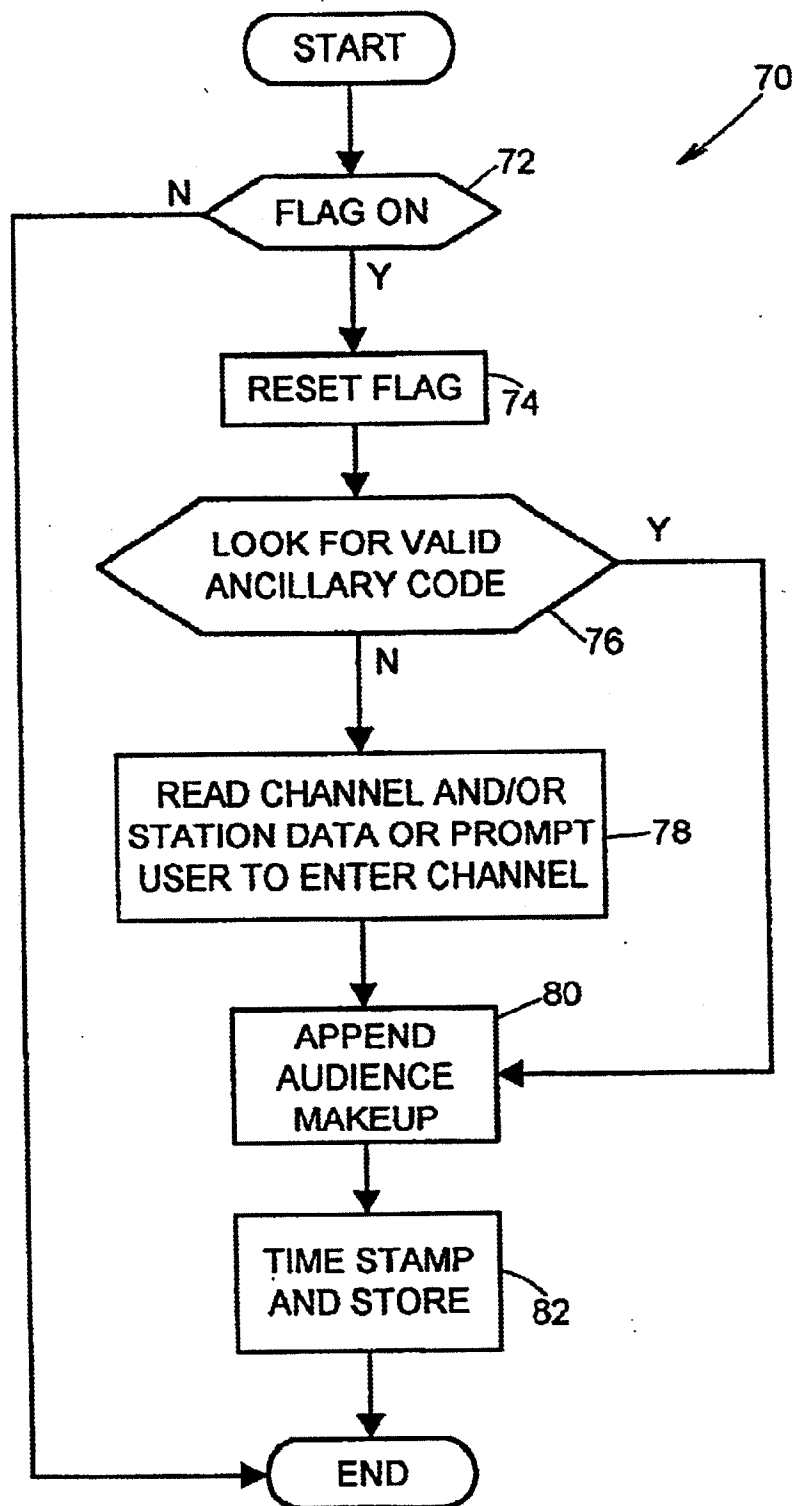 START
70
72
N
FLAG ON
Y
RESET FLAG
74
LOOK FOR VALID
ANCILLARY CODE
Y
76
N
READ CHANNEL AND/OR
STATION DATA OR PROMPT
USER TO ENTER CHANNEL
78
80
APPEND
AUDIENCE
MAKEUP
TIME STAMP
AND STORE
82
END